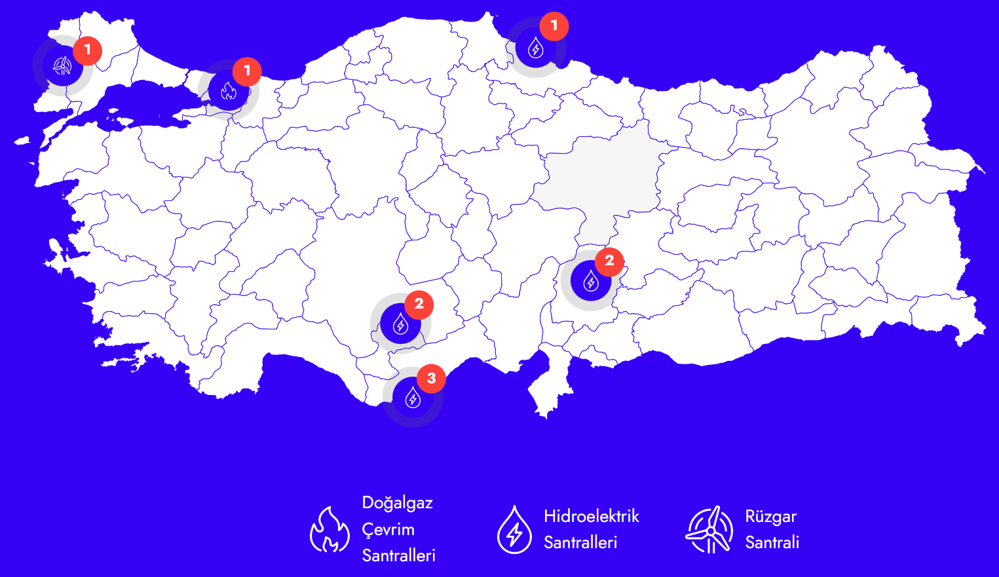 1
1
1
2
2
3
Doğalgaz
Çevrim
Santralleri
Hidroelektrik
Santralleri
Rüzgar
Santrali